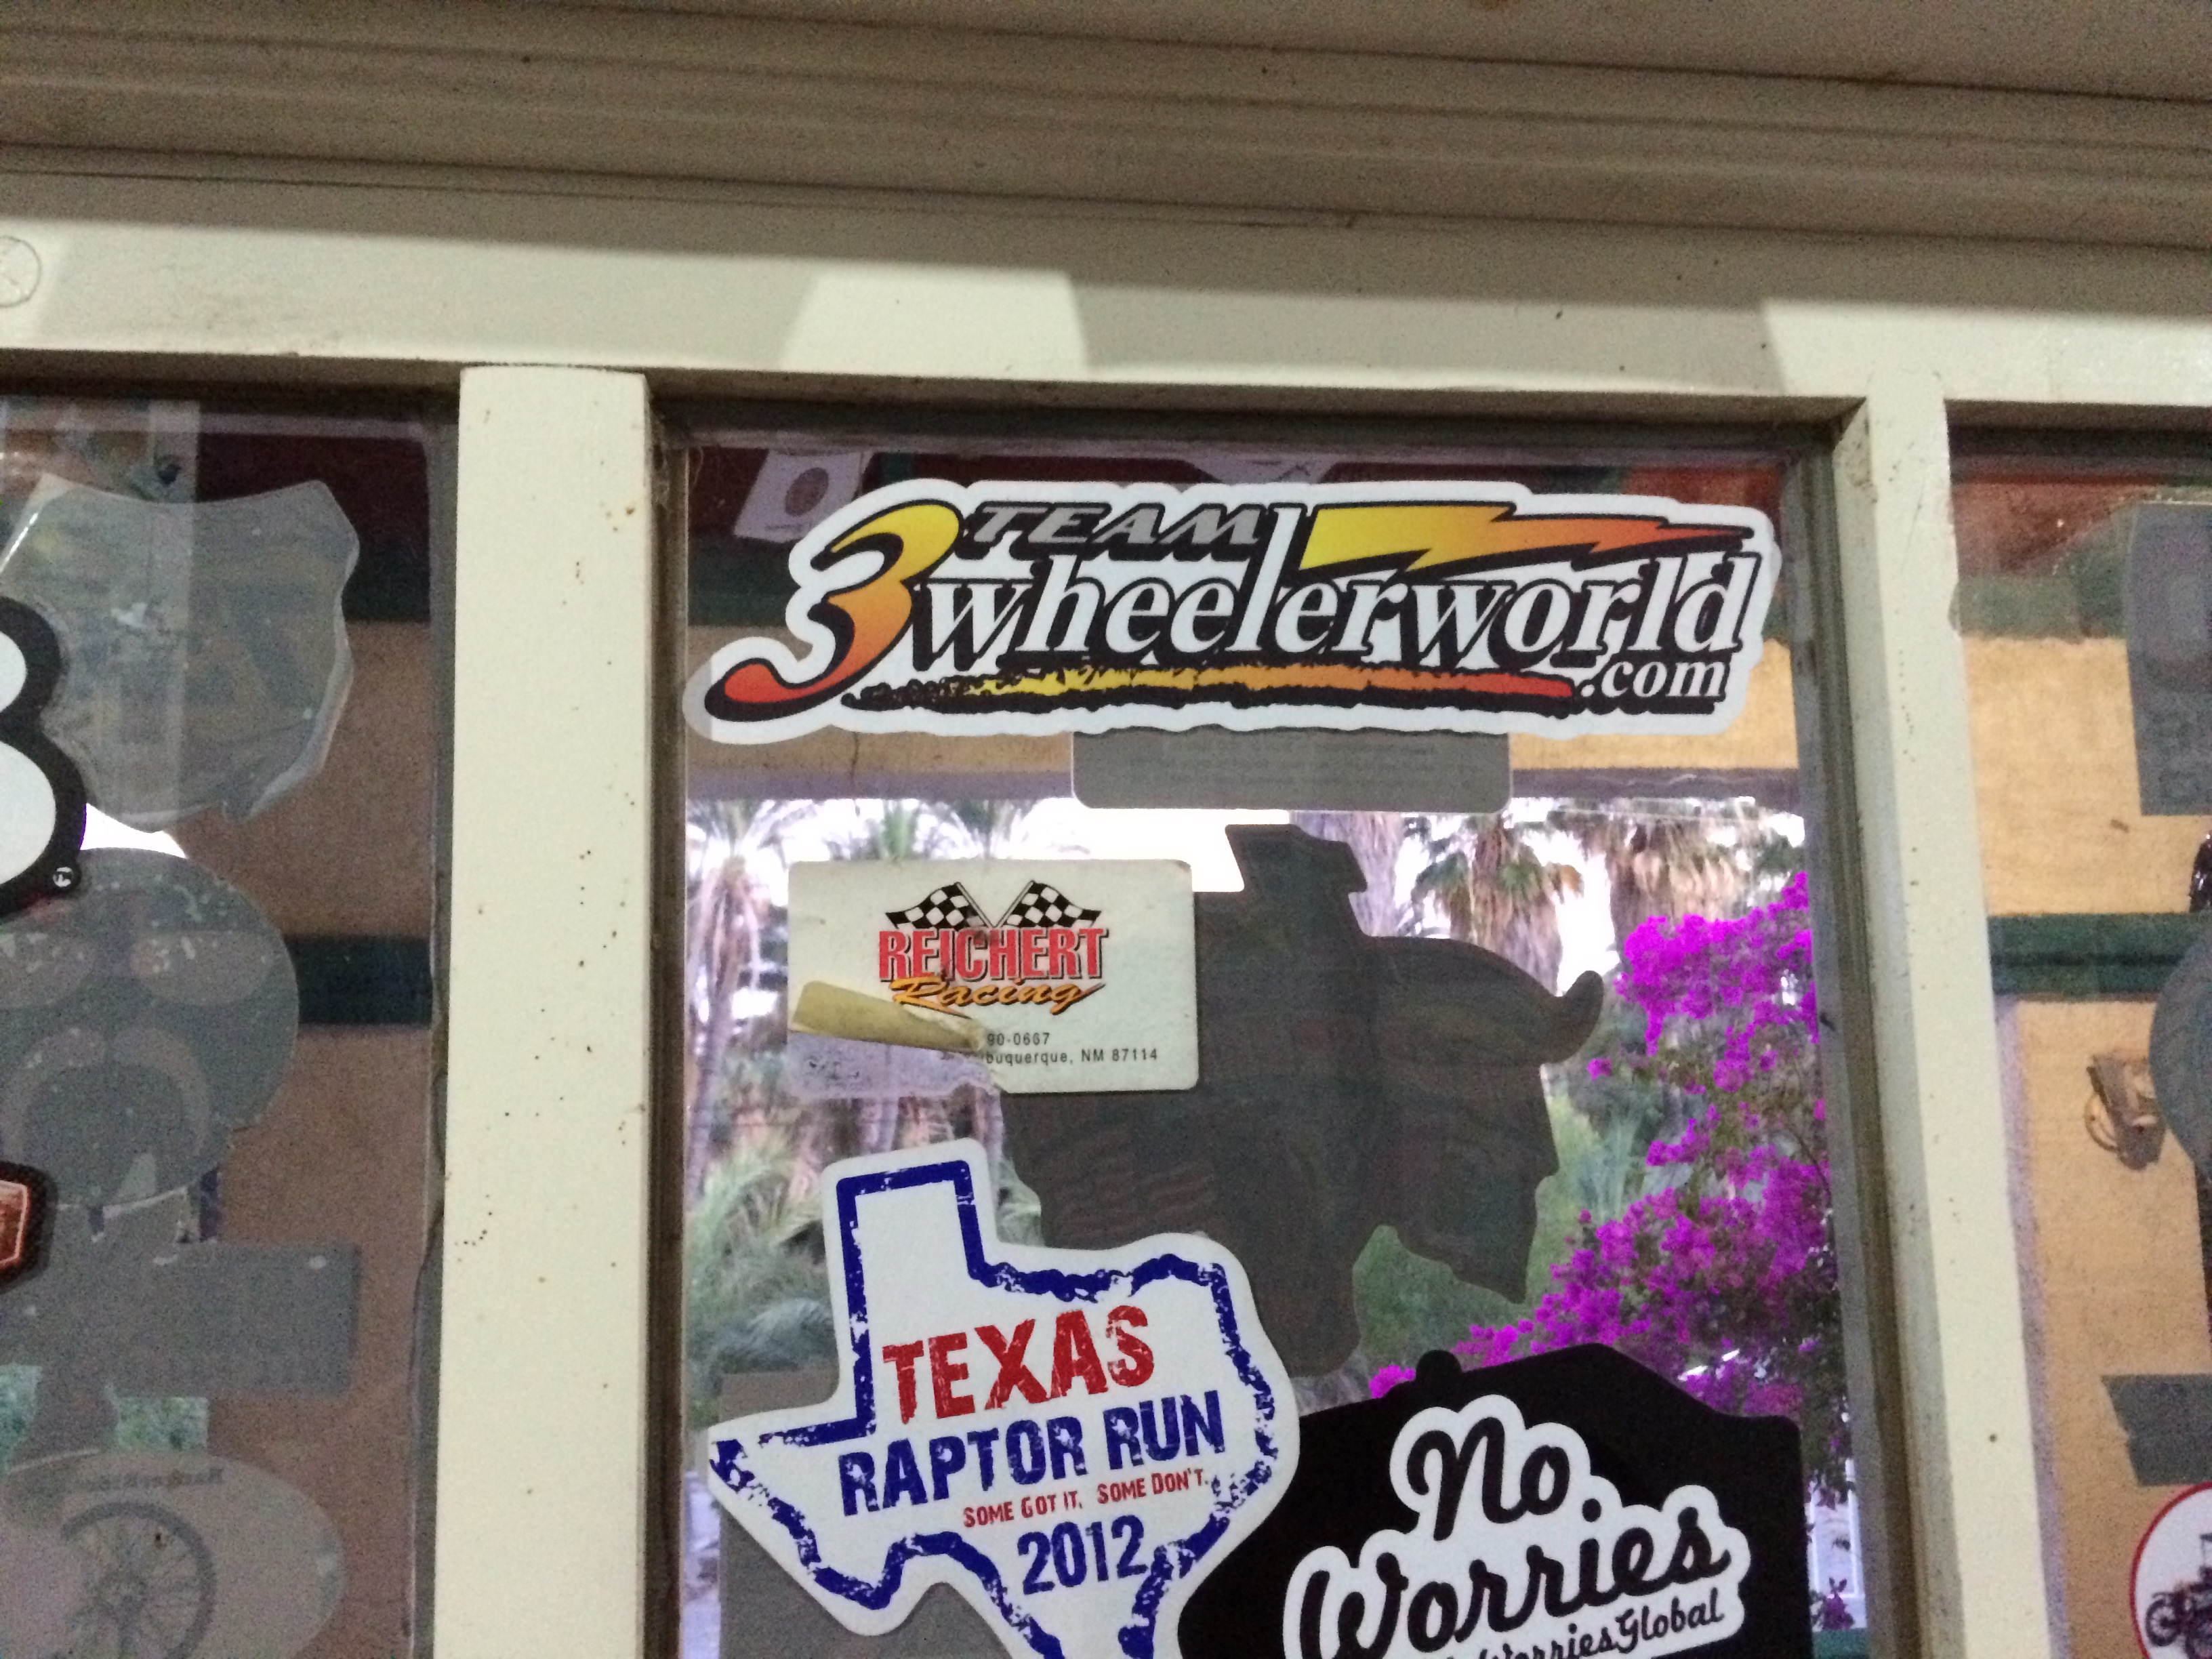 TEAM
3wheelerworld
.com
REICHERT
Racing
90-0667
buquerque, NM 87114
TEXAS
RAPTOR RUN
SOME GOT IT, SOME DON'T.
2012
No
Worries
WorriesGlobal